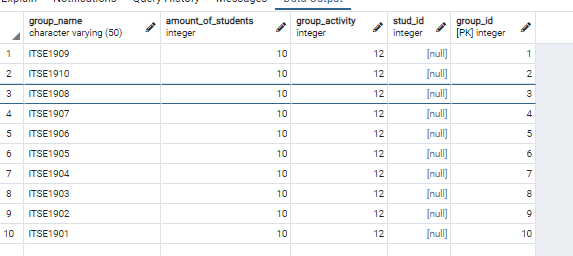 Explain Notifications Query History Messages Data Output
group_name amount_of_students group_activity stud_id group_id
character varying (50) integer integer integer [PK] integer
1 ITSE1909 10 12 [null] 1
2 ITSE1910 10 12 [null] 2
3 ITSE1908 10 12 [null] 3
4 ITSE1907 10 12 [null] 4
5 ITSE1906 10 12 [null] 5
6 ITSE1905 10 12 [null] 6
7 ITSE1904 10 12 [null] 7
8 ITSE1903 10 12 [null] 8
9 ITSE1902 10 12 [null] 9
10 ITSE1901 10 12 [null] 10